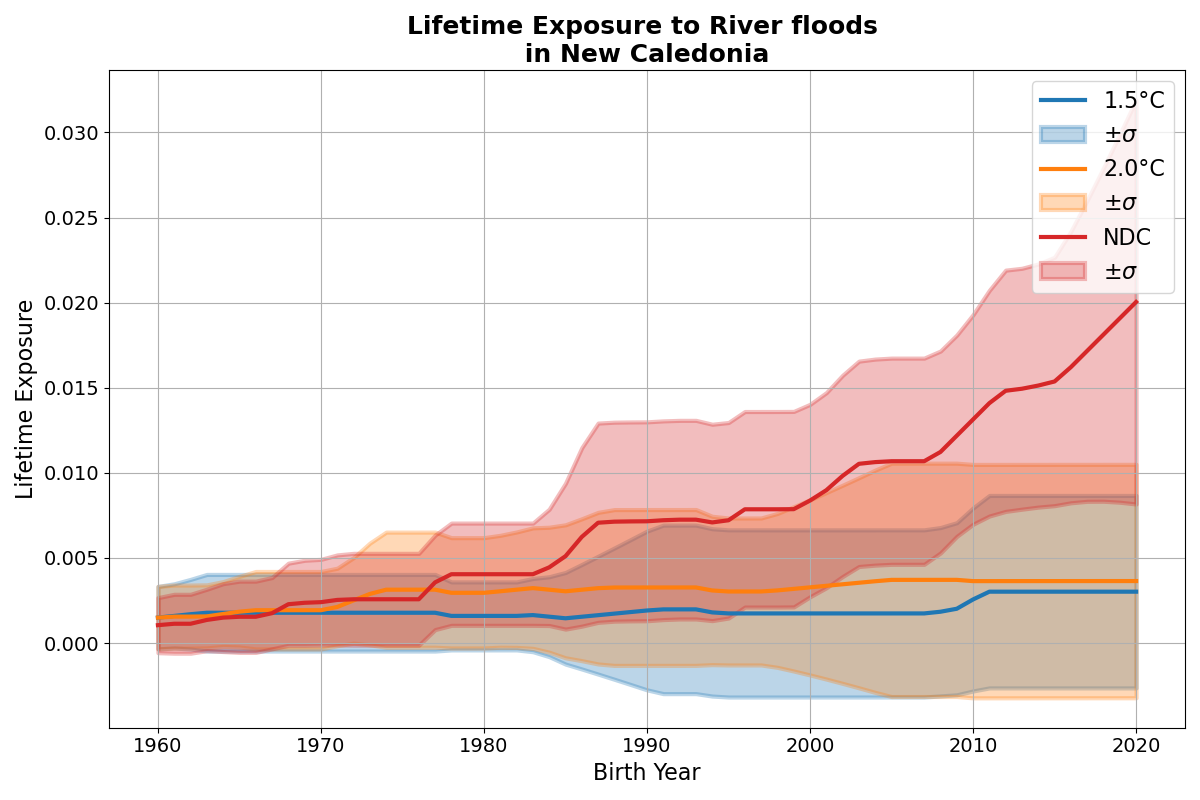 Lifetime Exposure to River floods
in New Caledonia
Lifetime Exposure
0.030
0.025
0.020
0.015
0.010
0.005
0.000
1960
1970
1980
1990
2000
2010
2020
Birth Year
1.5°C
±σ
2.0°C
±σ
NDC
±σ